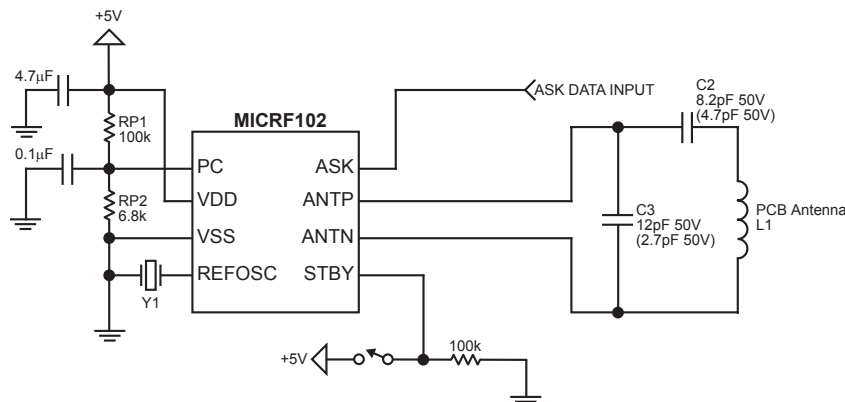 +5V
4.7µF
RP1
100k
0.1µF
RP2
6.8k
MICRF102
PC
VDD
VSS
REFOSC
ASK
ANTP
ANTN
STBY
Y1
ASK DATA INPUT
C2
8.2pF 50V
(4.7pF 50V)
C3
12pF 50V
(2.7pF 50V)
PCB Antenna
L1
+5V
100k